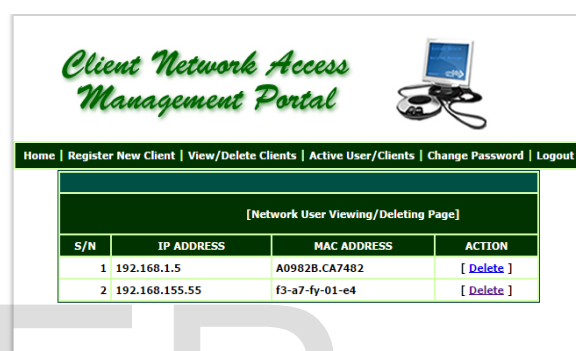 Client Network Access
Management Portal
Home | Register New Client | View/Delete Clients | Active User/Clients | Change Password | Logout
[Network User Viewing/Deleting Page]
S/N IP ADDRESS MAC ADDRESS ACTION
1 192.168.1.5 A0982B.CA7482 [ Delete ]
2 192.168.155.55 f3-a7-fy-01-e4 [ Delete ]